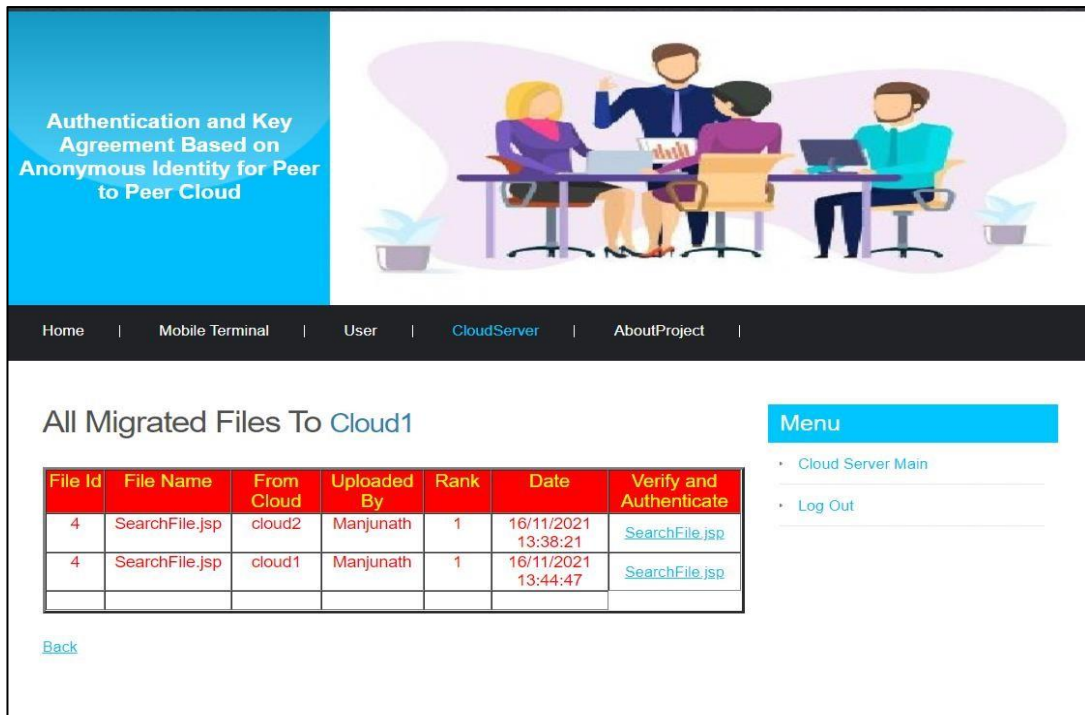 Authentication and Key
Agreement Based on
Anonymous Identity for Peer
to Peer Cloud
Home | Mobile Terminal | User | CloudServer | AboutProject |
All Migrated Files To Cloud1
File Id File Name From Cloud Uploaded By Rank Date Verify and Authenticate
4 SearchFile.jsp cloud2 Manjunath 1 16/11/2021 13:38:21 SearchFile.jsp
4 SearchFile.jsp cloud1 Manjunath 1 16/11/2021 13:44:47 SearchFile.jsp
Back
Menu
Cloud Server Main
Log Out